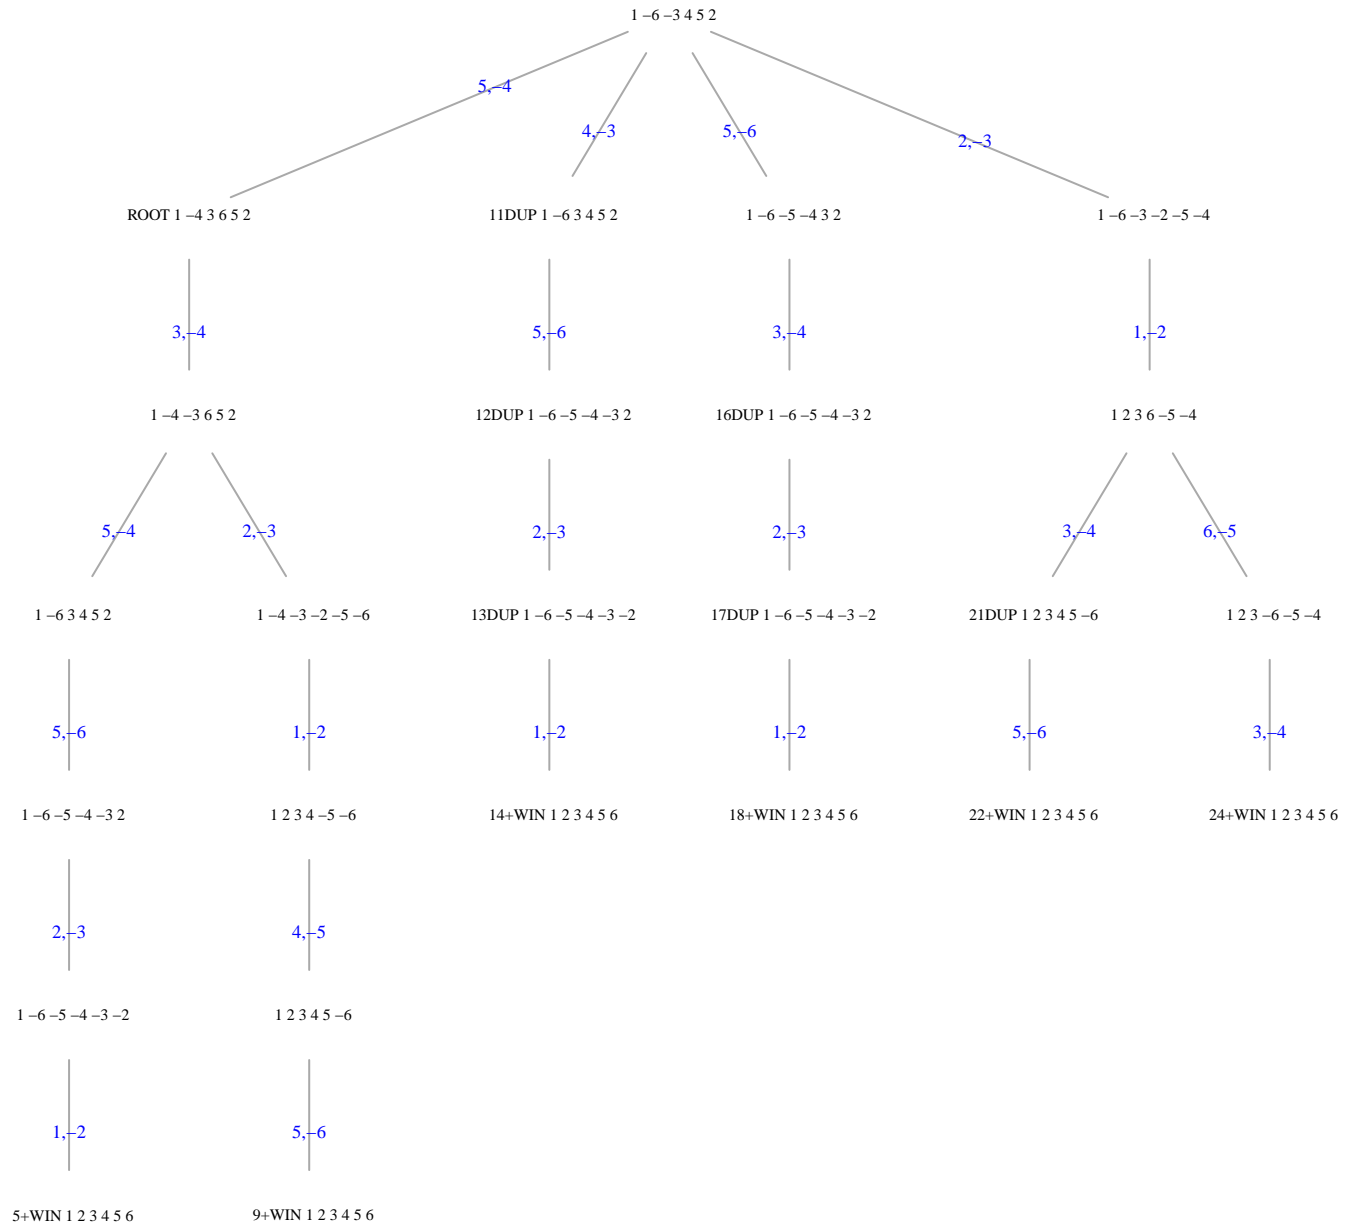 1 –6 –3 4 5 2
5,–4
4,–3
5,–6
2,–3
ROOT 1 –4 3 6 5 2
11DUP 1 –6 3 4 5 2
1 –6 –5 –4 3 2
1 –6 –3 –2 –5 –4
3,–4
5,–6
3,–4
1,–2
1 –4 –3 6 5 2
12DUP 1 –6 –5 –4 –3 2
16DUP 1 –6 –5 –4 –3 2
1 2 3 6 –5 –4
5,–4
2,–3
2,–3
2,–3
3,–4
6,–5
1 –6 3 4 5 2
1 –4 –3 –2 –5 –6
13DUP 1 –6 –5 –4 –3 –2
17DUP 1 –6 –5 –4 –3 –2
21DUP 1 2 3 4 5 –6
1 2 3 –6 –5 –4
5,–6
1,–2
1,–2
1,–2
5,–6
3,–4
1 –6 –5 –4 –3 2
1 2 3 4 –5 –6
14+WIN 1 2 3 4 5 6
18+WIN 1 2 3 4 5 6
22+WIN 1 2 3 4 5 6
24+WIN 1 2 3 4 5 6
2,–3
4,–5
1 –6 –5 –4 –3 –2
1 2 3 4 5 –6
1,–2
5,–6
5+WIN 1 2 3 4 5 6
9+WIN 1 2 3 4 5 6